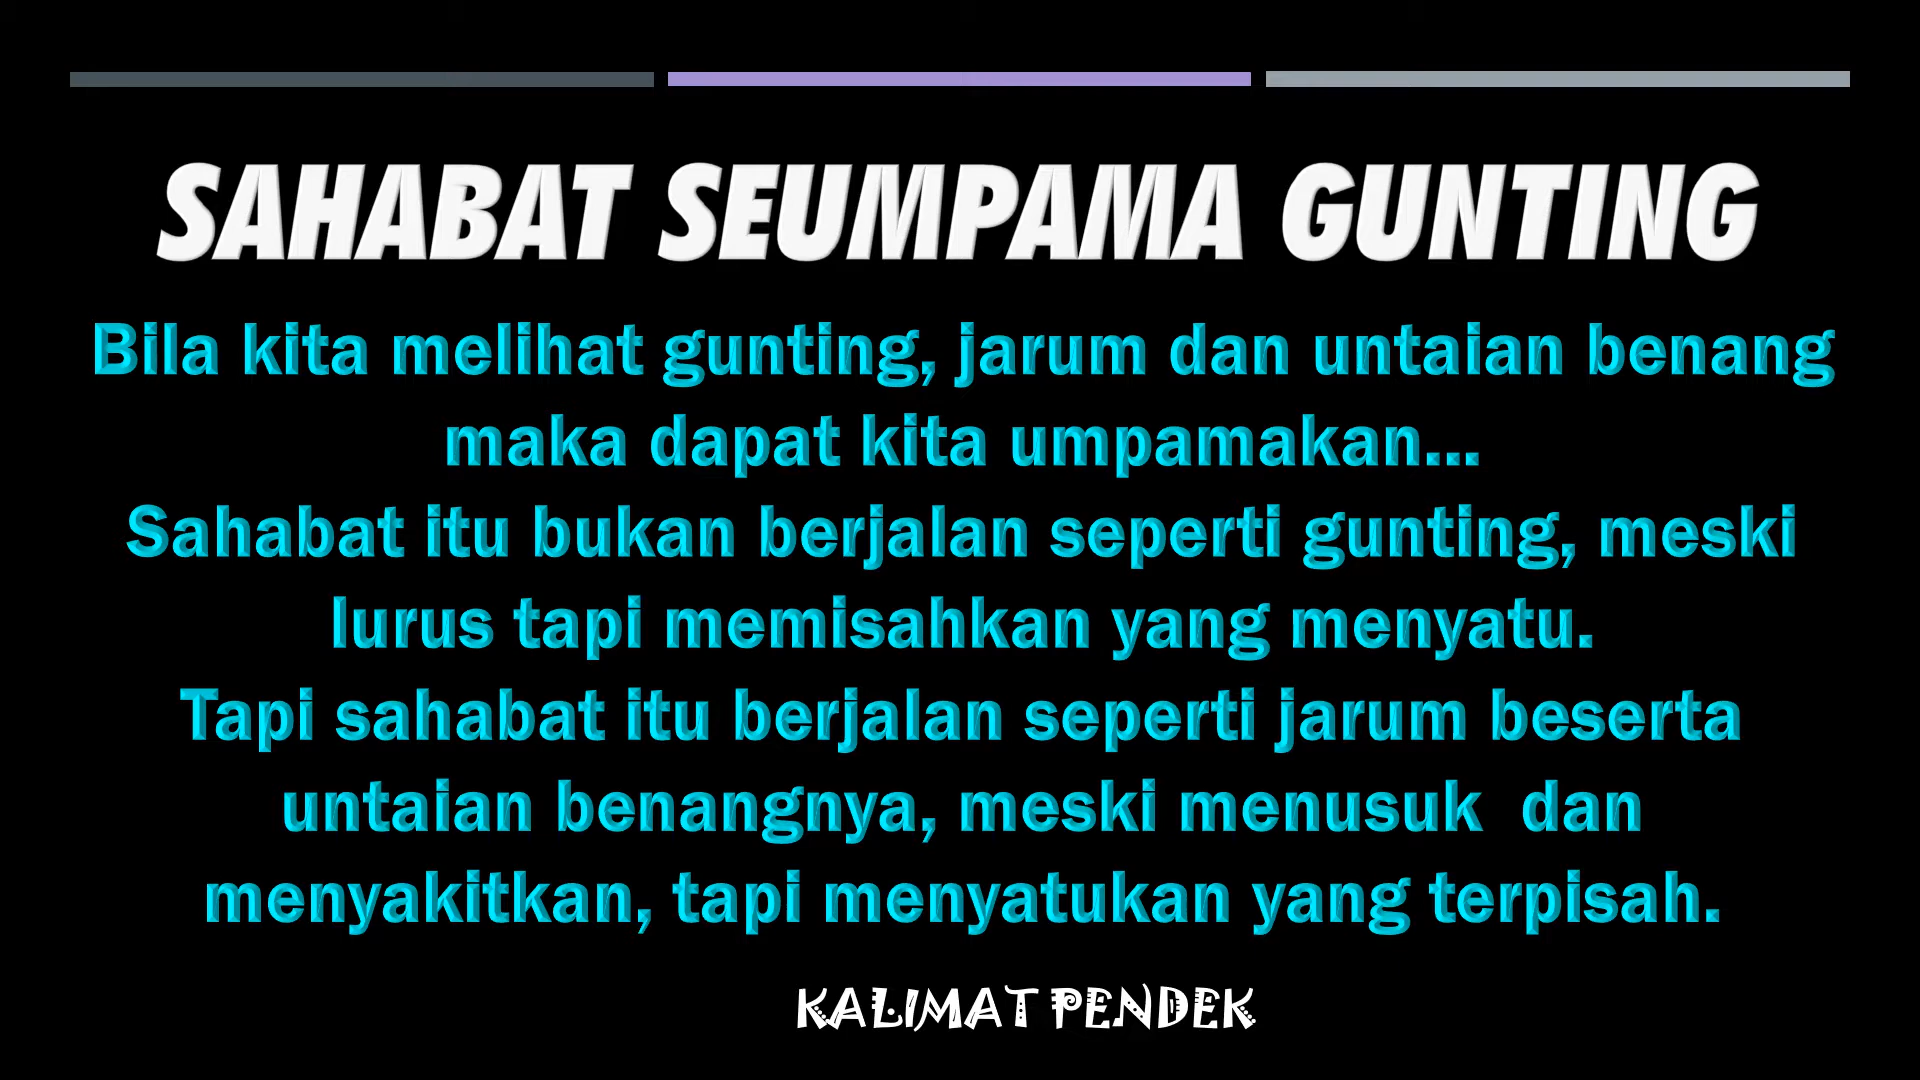 SAHABAT SEUMPAMA GUNTING
Bila kita melihat gunting, jarum dan untaian benang
maka dapat kita umpamakan...
Sahabat itu bukan berjalan seperti gunting, meski
lurus tapi memisahkan yang menyatu.
Tapi sahabat itu berjalan seperti jarum beserta
untaian benangnya, meski menusuk  dan
menyakitkan, tapi menyatukan yang terpisah.
KALIMAT PENDEK